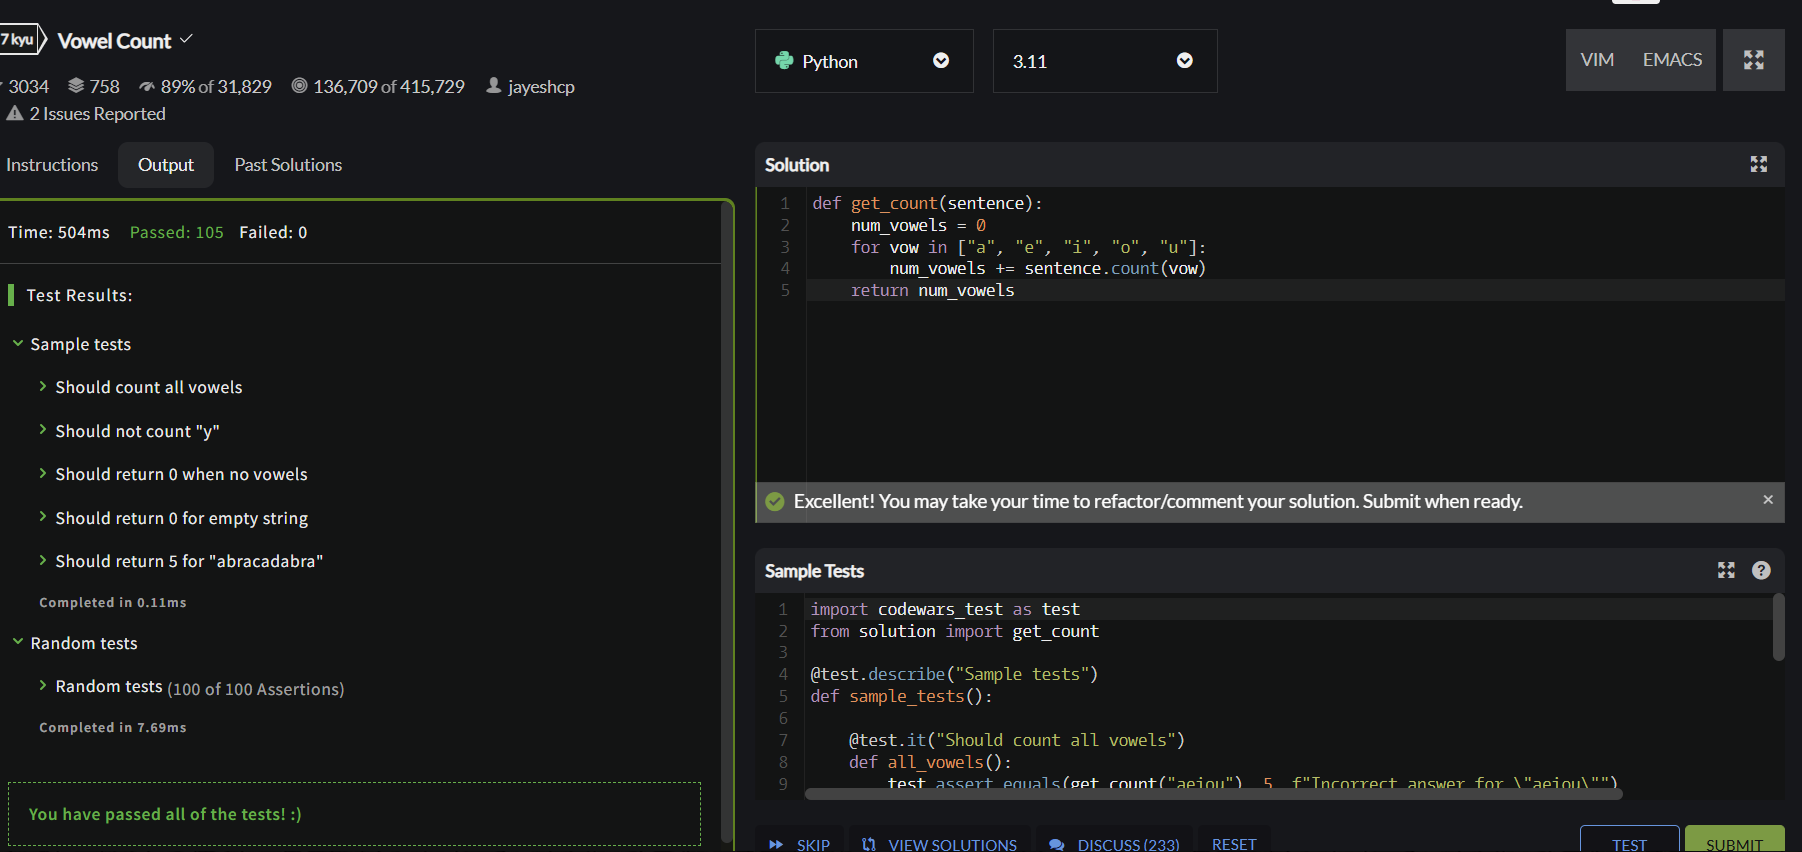 7 kyu Vowel Count
3034 758 89% of 31,829 136,709 of 415,729 jayeshcp
2 Issues Reported
Instructions Output Past Solutions
Time: 504ms Passed: 105 Failed: 0
Test Results:
Sample tests
Should count all vowels
Should not count "y"
Should return 0 when no vowels
Should return 0 for empty string
Should return 5 for "abracadabra"
Completed in 0.11ms
Random tests
Random tests (100 of 100 Assertions)
Completed in 7.69ms
You have passed all of the tests! :)
Python 3.11 VIM EMACS
Solution
1 def get_count(sentence):
2 num_vowels = 0
3 for vow in ["a", "e", "i", "o", "u"]:
4 num_vowels += sentence.count(vow)
5 return num_vowels
Excellent! You may take your time to refactor/comment your solution. Submit when ready.
Sample Tests
1 import codewars_test as test
2 from solution import get_count
3
4 @test.describe("Sample tests")
5 def sample_tests():
6
7 @test.it("Should count all vowels")
8 def all_vowels():
9 test.assert_equals(get_count("aeiou"), 5, f"Incorrect answer for \"aeiou\"")
SKIP VIEW SOLUTIONS DISCUSS (233) RESET TEST SUBMIT